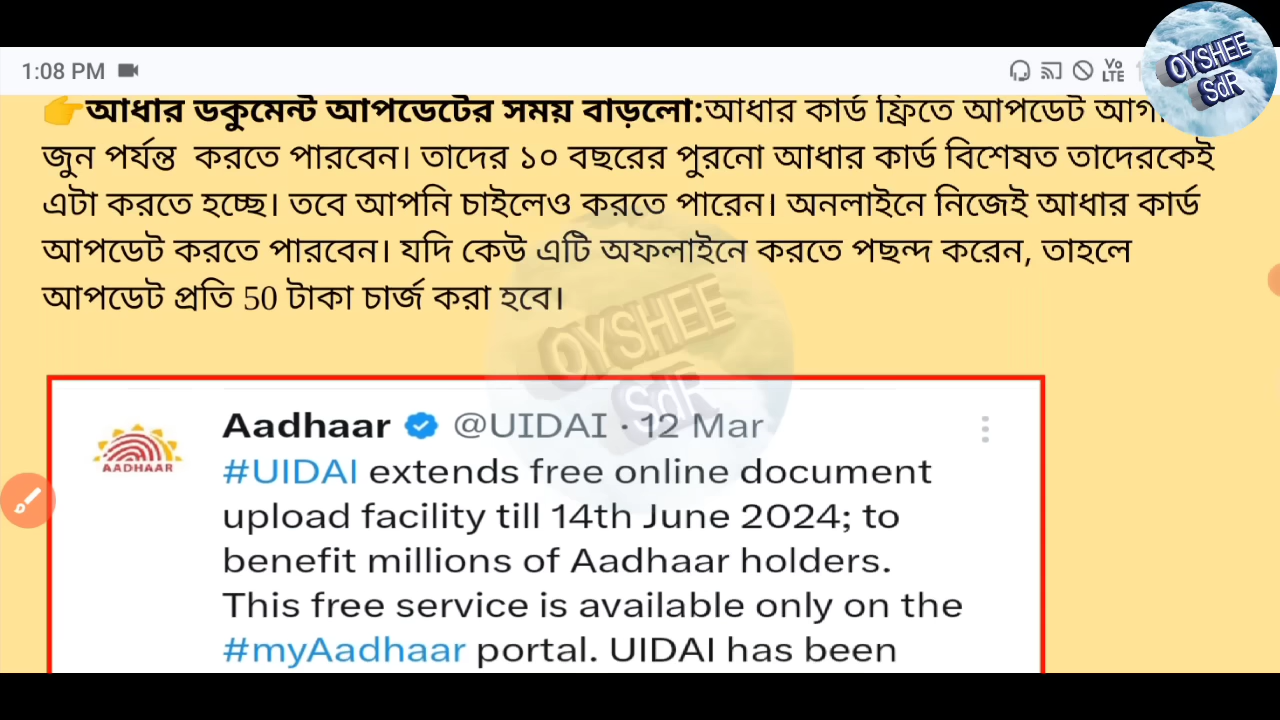 1:08 PM
Vo
LTE
OYSHEE
SdR
👉আধার ডকুমেন্ট আপডেটের সময় বাড়লো:আধার কার্ড ফ্রিতে আপডেট
জুন পর্যন্ত করতে পারবেন। তাদের ১০ বছরের পুরনো আধার কার্ড বিশেষত তাদেরকেই
এটা করতে হচ্ছে। তবে আপনি চাইলেও করতে পারেন। অনলাইনে নিজেই আধার কার্ড
আপডেট করতে পারবেন। যদি কেউ এটি অফলাইনে করতে পছন্দ করেন, তাহলে
আপডেট প্রতি 50 টাকা চার্জ করা হবে।
OYSHEE
SdR
AADHAAR
Aadhaar @UIDAI · 12 Mar
#UIDAI extends free online document
upload facility till 14th June 2024; to
benefit millions of Aadhaar holders.
This free service is available only on the
#myAadhaar portal. UIDAI has been